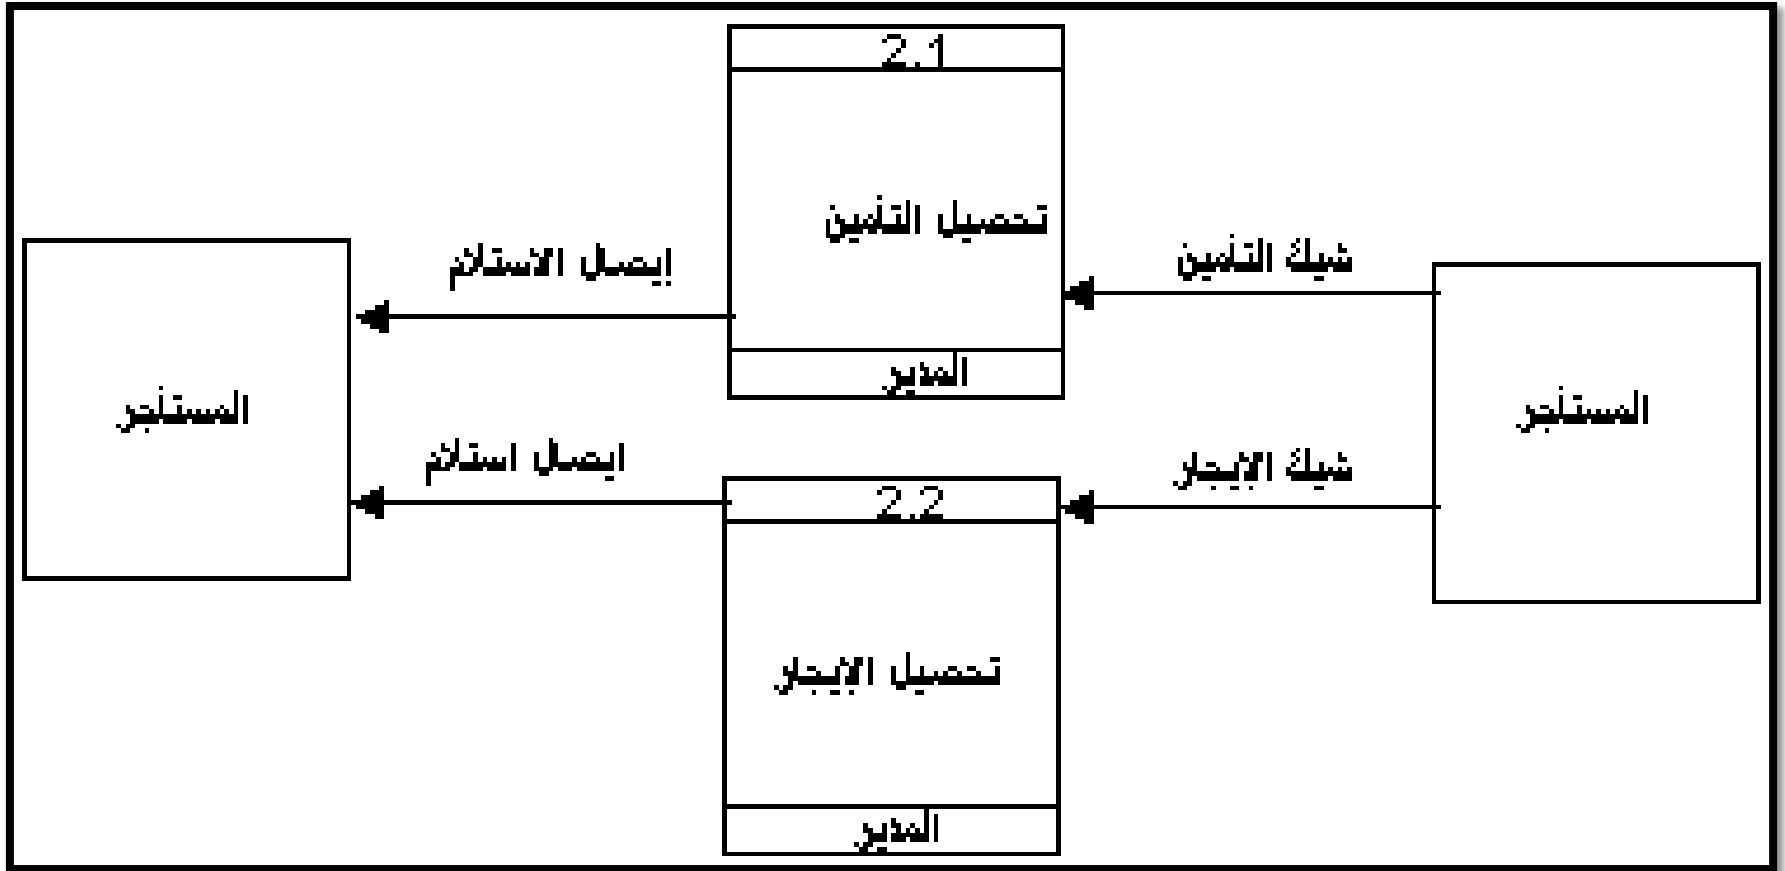 2.1
تحصيل التأمين
المدير
شيك التأمين
إيصال الاستلام
المستأجر
المستأجر
شيك الإيجار
ايصال استلام
2.2
تحصيل الإيجار
المدير